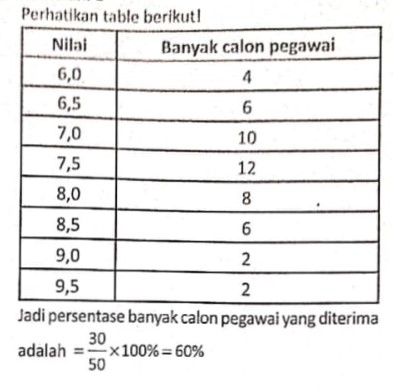 Perhatikan table berikut!
Nilai Banyak calon pegawai
6,0 4
6,5 6
7,0 10
7,5 12
8,0 8
8,5 6
9,0 2
9,5 2
Jadi persentase banyak calon pegawai yang diterima
adalah = 30/50 ×100% = 60%